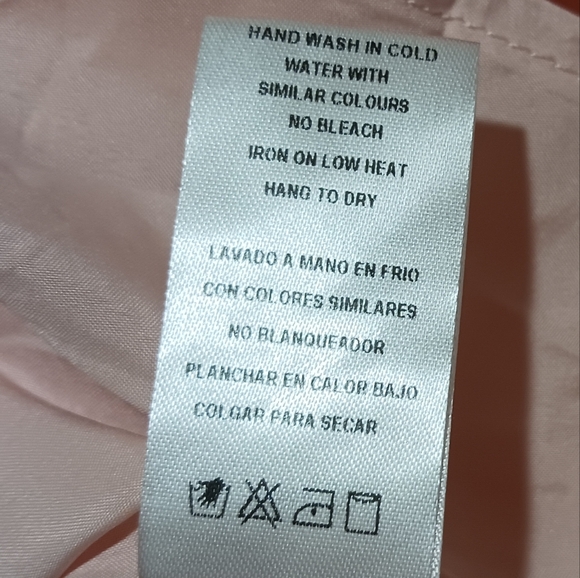 HAND WASH IN COLD
WATER WITH
SIMILAR COLOURS
NO BLEACH
IRON ON LOW HEAT
HANG TO DRY
LAVADO A MANO EN FRIO
CON COLORES SIMILARES
NO BLANQUEADOR
PLANCHAR EN CALOR BAJO
COLGAR PARA SECAR